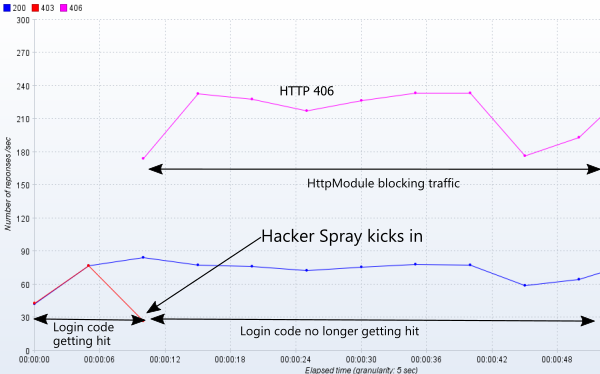 200 403 406
300
270
240
210
180
150
120
90
60
30
0
Number of reponses /sec
HTTP 406
HttpModule blocking traffic
Hacker Spray kicks in
Login code
getting hit
Login code no longer getting hit
00:00:00 00:00:06 00:00:12 00:00:18 00:00:24 00:00:30 00:00:36 00:00:42 00:00:48
Elapsed time (granularity: 5 sec)